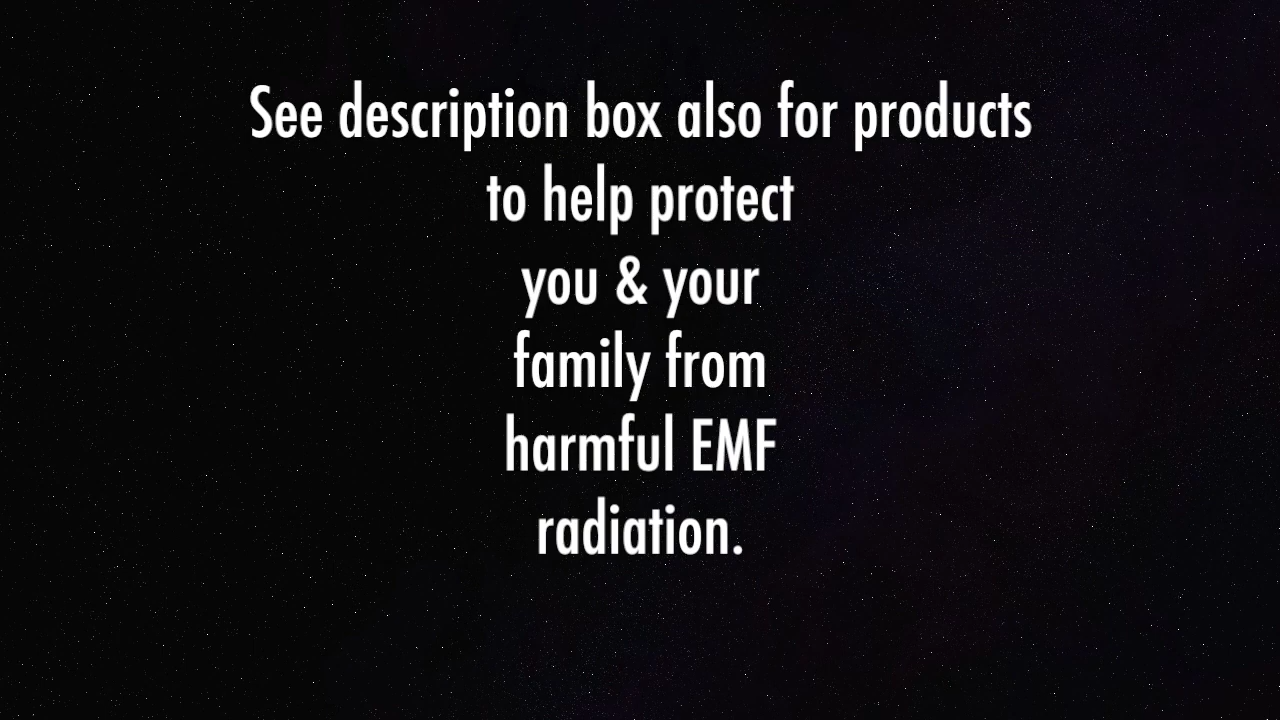 See description box also for products
to help protect
you & your
family from
harmful EMF
radiation.